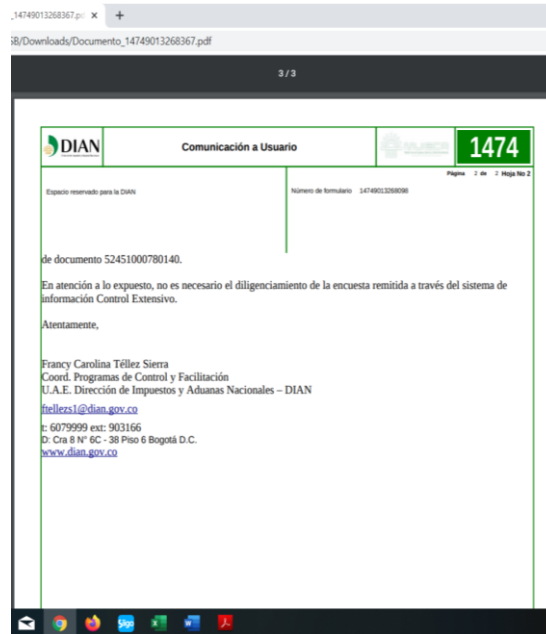 _14749013268367.pd
SB/Downloads/Documento_14749013268367.pdf
3 / 3
DIAN
Comunicación a Usuario
MUISCA
1474
Página 2 de 2 Hoja No 2
Espacio reservado para la DIAN
Número de formulario 14749013268098
de documento 52451000780140.
En atención a lo expuesto, no es necesario el diligenciamiento de la encuesta remitida a través del sistema de
información Control Extensivo.
Atentamente,
Francy Carolina Téllez Sierra
Coord. Programas de Control y Facilitación
U.A.E. Dirección de Impuestos y Aduanas Nacionales – DIAN
ftellezs1@dian.gov.co
t: 6079999 ext: 903166
D: Cra 8 N° 6C - 38 Piso 6 Bogotá D.C.
www.dian.gov.co